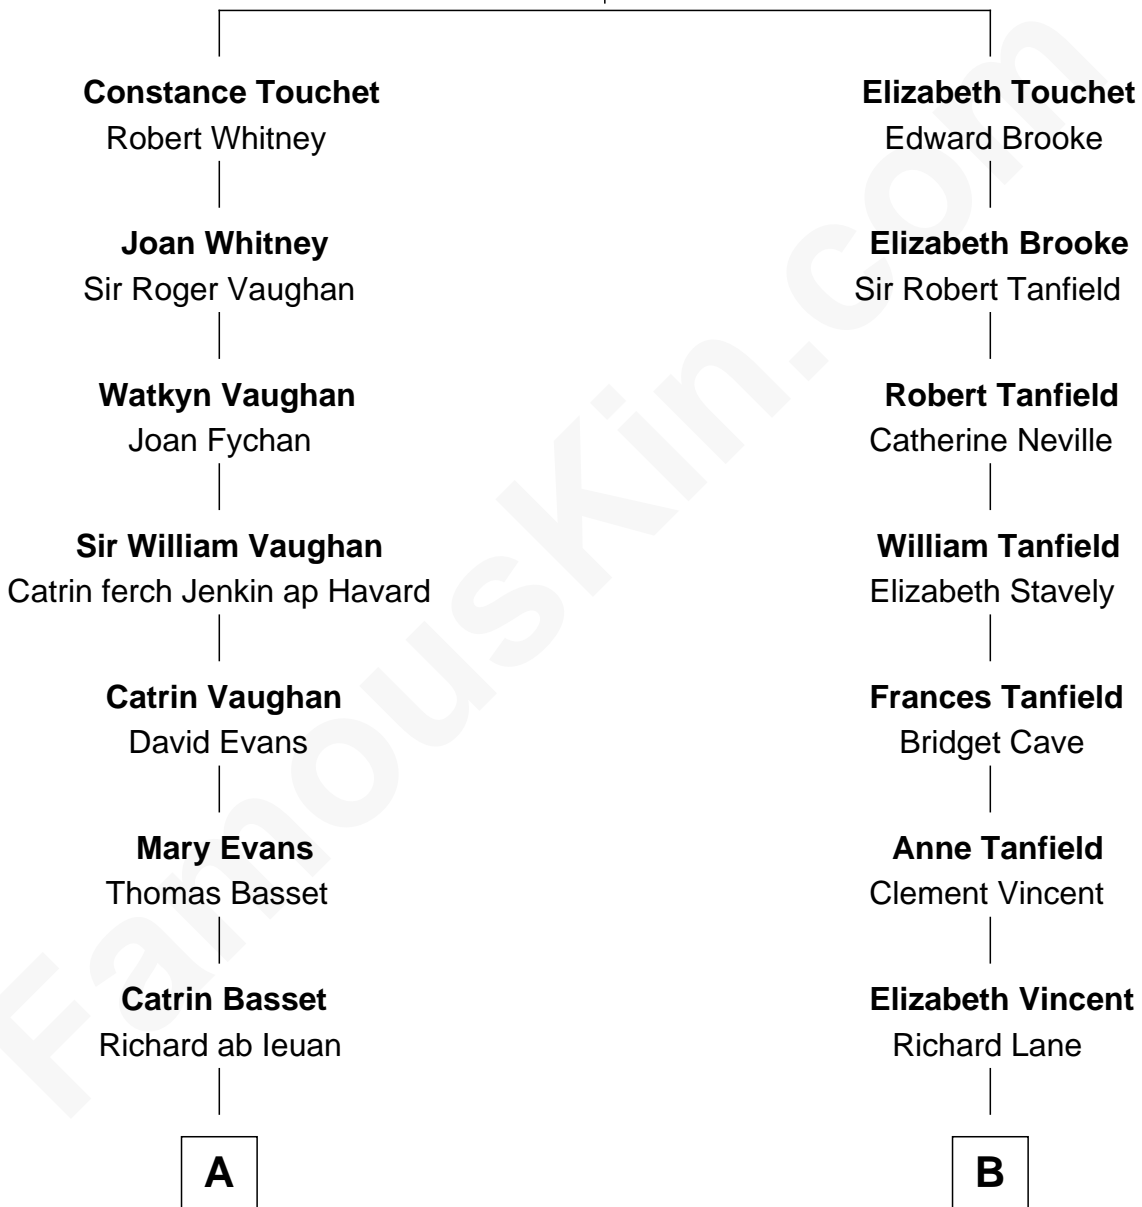 Constance Touchet
Robert Whitney
Joan Whitney
Sir Roger Vaughan
Watkyn Vaughan
Joan Fychan
Sir William Vaughan
Catrin ferch Jenkin ap Havard
Catrin Vaughan
David Evans
Mary Evans
Thomas Basset
Catrin Basset
Richard ab Ieuan
A
Elizabeth Touchet
Edward Brooke
Elizabeth Brooke
Sir Robert Tanfield
Robert Tanfield
Catherine Neville
William Tanfield
Elizabeth Stavely
Frances Tanfield
Bridget Cave
Anne Tanfield
Clement Vincent
Elizabeth Vincent
Richard Lane
B
FamousKin.com